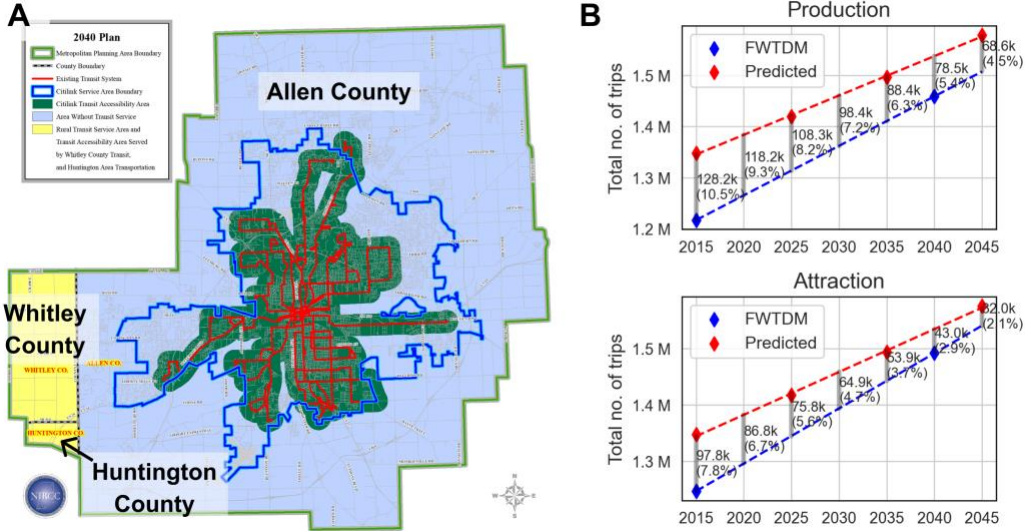 A
2040 Plan
Metropolitan Planning Area Boundary
County Boundary
Existing Transit System
Citilink Service Area Boundary
Citilink Transit Accessibility Area
Area Without Transit Service
Rural Transit Service Area and
Transit Accessibility Area Served
by Whitley County Transit,
and Huntington Area Transportation
Allen County
Whitley
County
ALLEN CO.
WHITLEY CO.
HUNTINGTON CO
Huntington
County
NIRCC
B
Production
FWTDM
Predicted
Total no. of trips
1.5 M
1.4 M
1.3 M
1.2 M
128.2k
(10.5%)
118.2k
(9.3%)
108.3k
(8.2%)
98.4k
(7.2%)
88.4k
(6.3%)
78.5k
(5.4%)
68.6k
(4.5%)
2015 2020 2025 2030 2035 2040 2045
Attraction
FWTDM
Predicted
Total no. of trips
1.5 M
1.4 M
1.3 M
97.8k
(7.8%)
86.8k
(6.7%)
75.8k
(5.6%)
64.9k
(4.7%)
53.9k
(3.7%)
43.0k
(2.9%)
32.0k
(2.1%)
2015 2020 2025 2030 2035 2040 2045